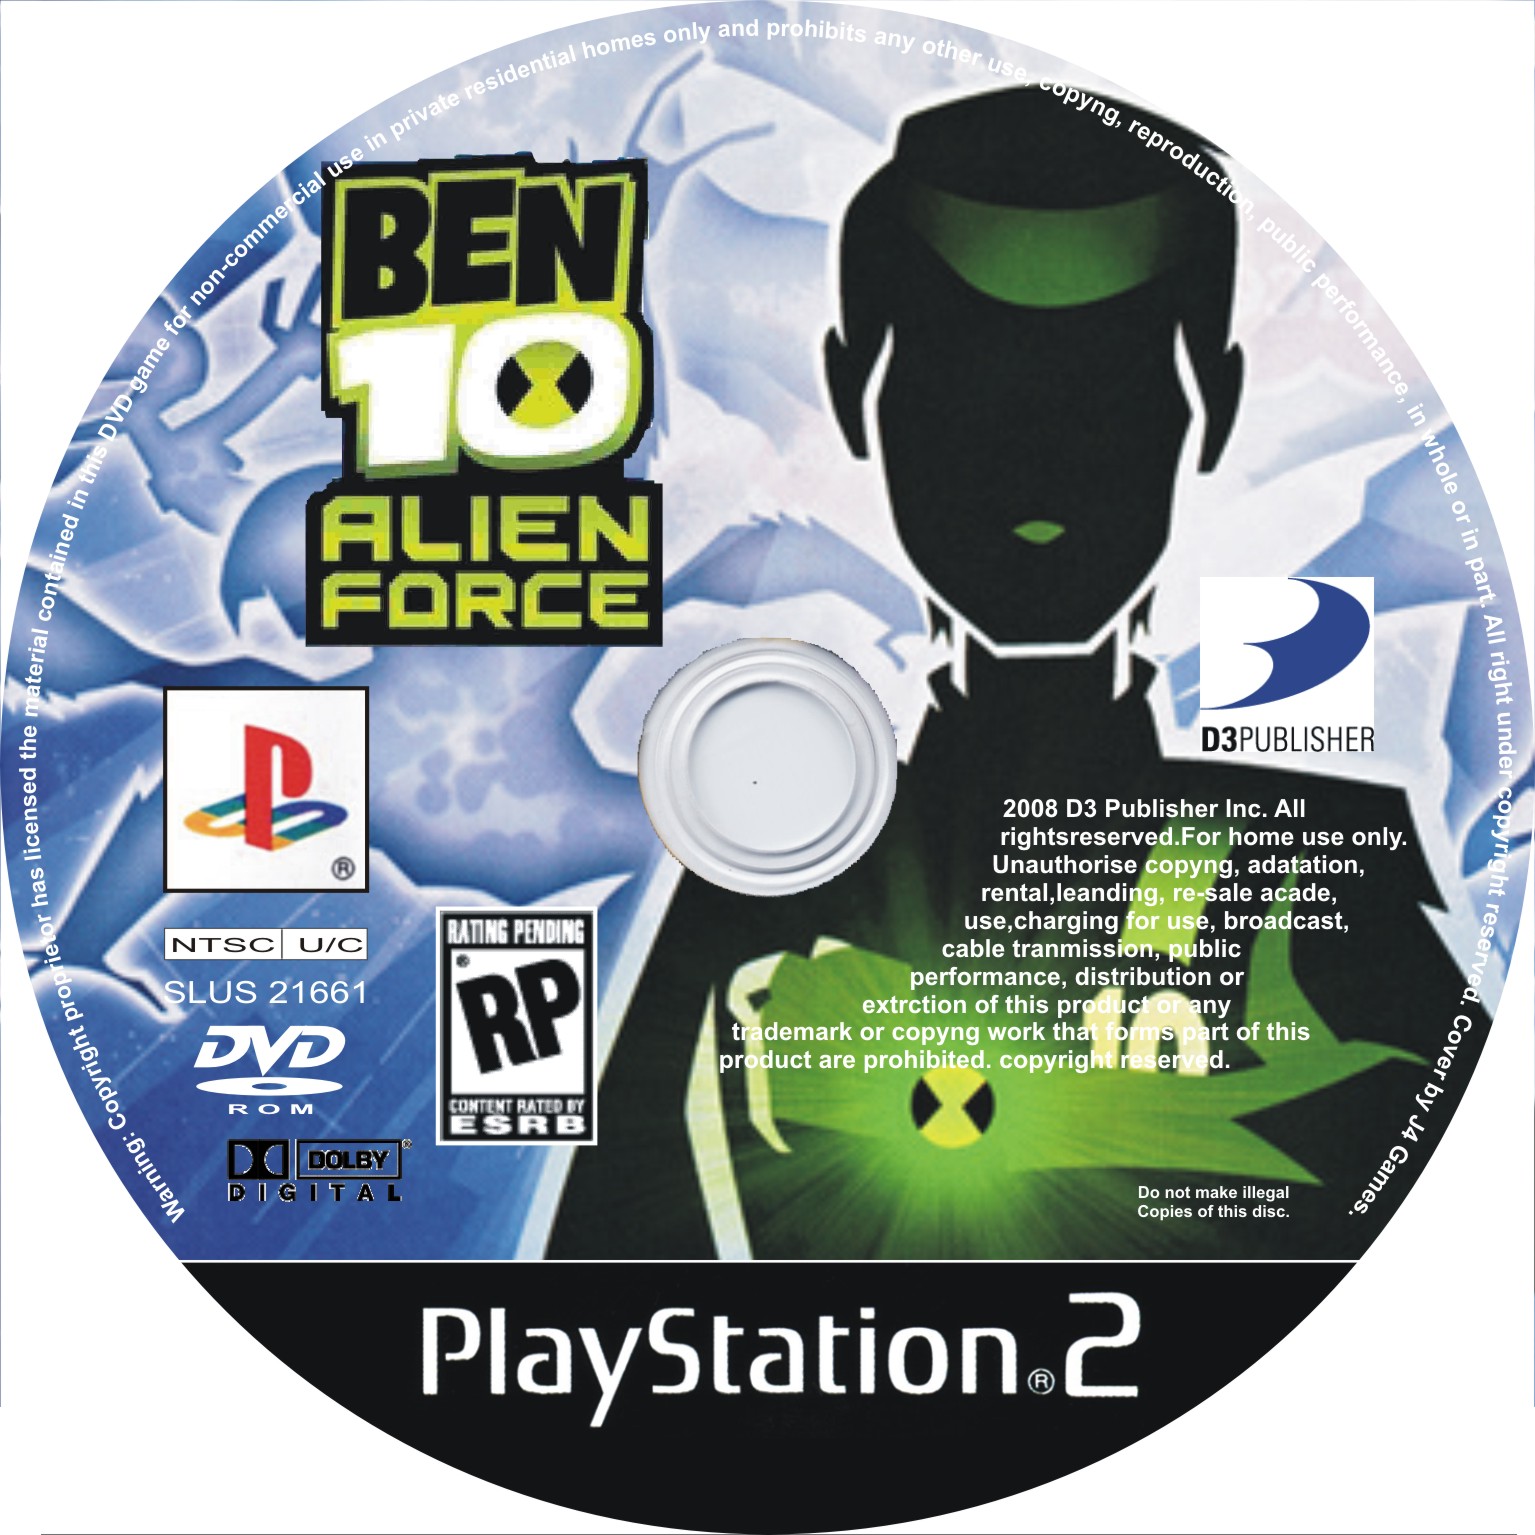 Warning: Copyright proprievor has licensed the material contained in this DVD game for non-commercial use in private residential homes only and prohibits any other use, copyng, reproduction, public performance, in whole or in part. All right under copyright reserved. Cover by J4 Games.
BEN
10
ALIEN
FORCE
D3PUBLISHER
®
NTSC U/C
SLUS 21661
DVD
ROM
DOLBY®
DIGITAL
RATING PENDING
®
RP
CONTENT RATED BY
ESRB
2008 D3 Publisher Inc. All
rightsreserved.For home use only.
Unauthorise copyng, adatation,
rental,leanding, re-sale acade,
use,charging for use, broadcast,
cable tranmission, public
performance, distribution or
extrction of this product or any
trademark or copyng work that forms part of this
product are prohibited. copyright reserved.
Do not make illegal
Copies of this disc.
PlayStation®2